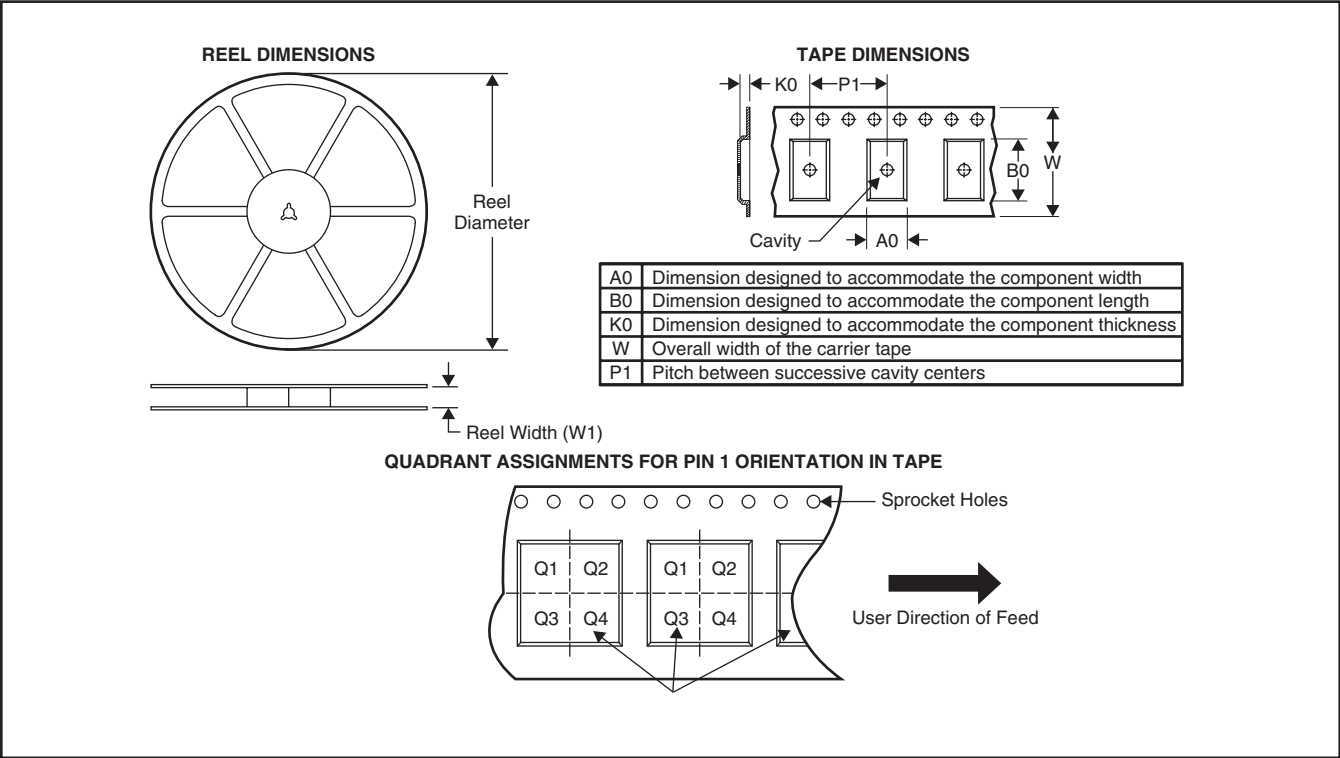 REEL DIMENSIONS
Reel
Diameter
Reel Width (W1)
TAPE DIMENSIONS
K0
P1
B0
W
Cavity
A0
A0 Dimension designed to accommodate the component width
B0 Dimension designed to accommodate the component length
K0 Dimension designed to accommodate the component thickness
W Overall width of the carrier tape
P1 Pitch between successive cavity centers
QUADRANT ASSIGNMENTS FOR PIN 1 ORIENTATION IN TAPE
Sprocket Holes
Q1 Q2 Q1 Q2
Q3 Q4 Q3 Q4
User Direction of Feed